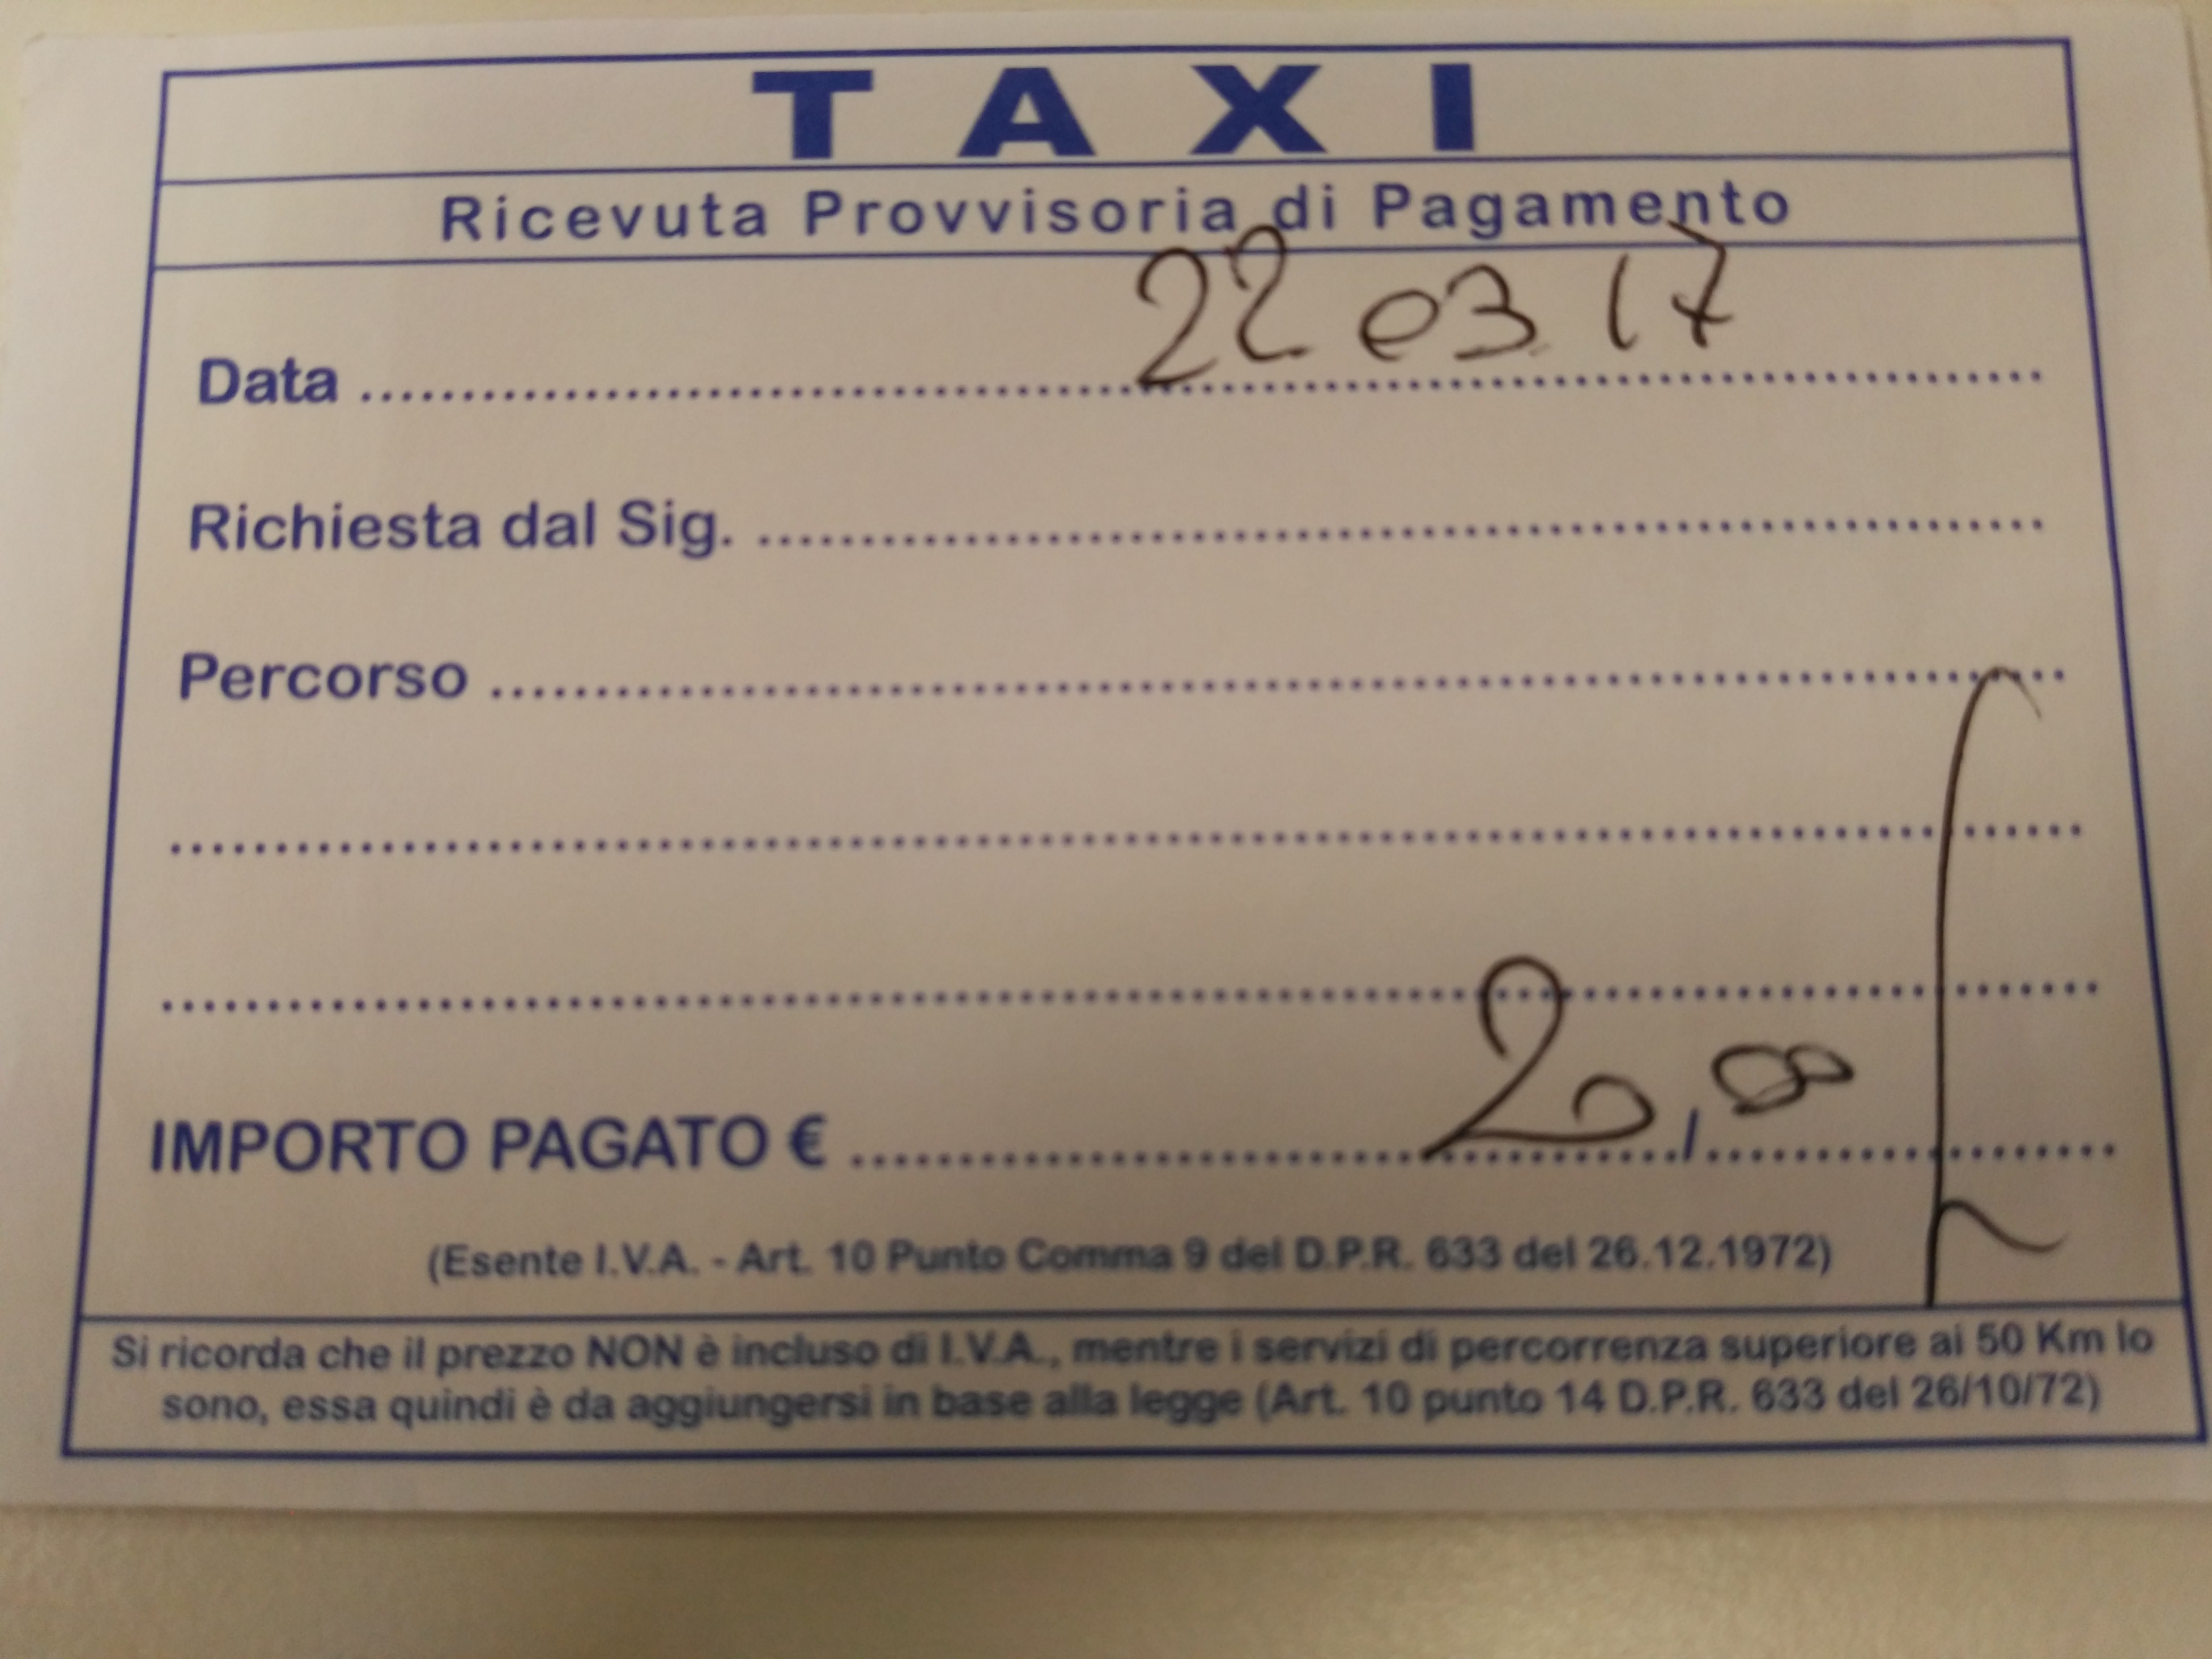 TAXI
Ricevuta Provvisoria di Pagamento
Data .......... 22 03 17
Richiesta dal Sig. ..........
Percorso ..........
IMPORTO PAGATO € .......... 20,00
(Esente I.V.A. - Art. 10 Punto Comma 9 del D.P.R. 633 del 26.12.1972)
Si ricorda che il prezzo NON è incluso di I.V.A., mentre i servizi di percorrenza superiore ai 50 Km lo
sono, essa quindi è da aggiungersi in base alla legge (Art. 10 punto 14 D.P.R. 633 del 26/10/72)